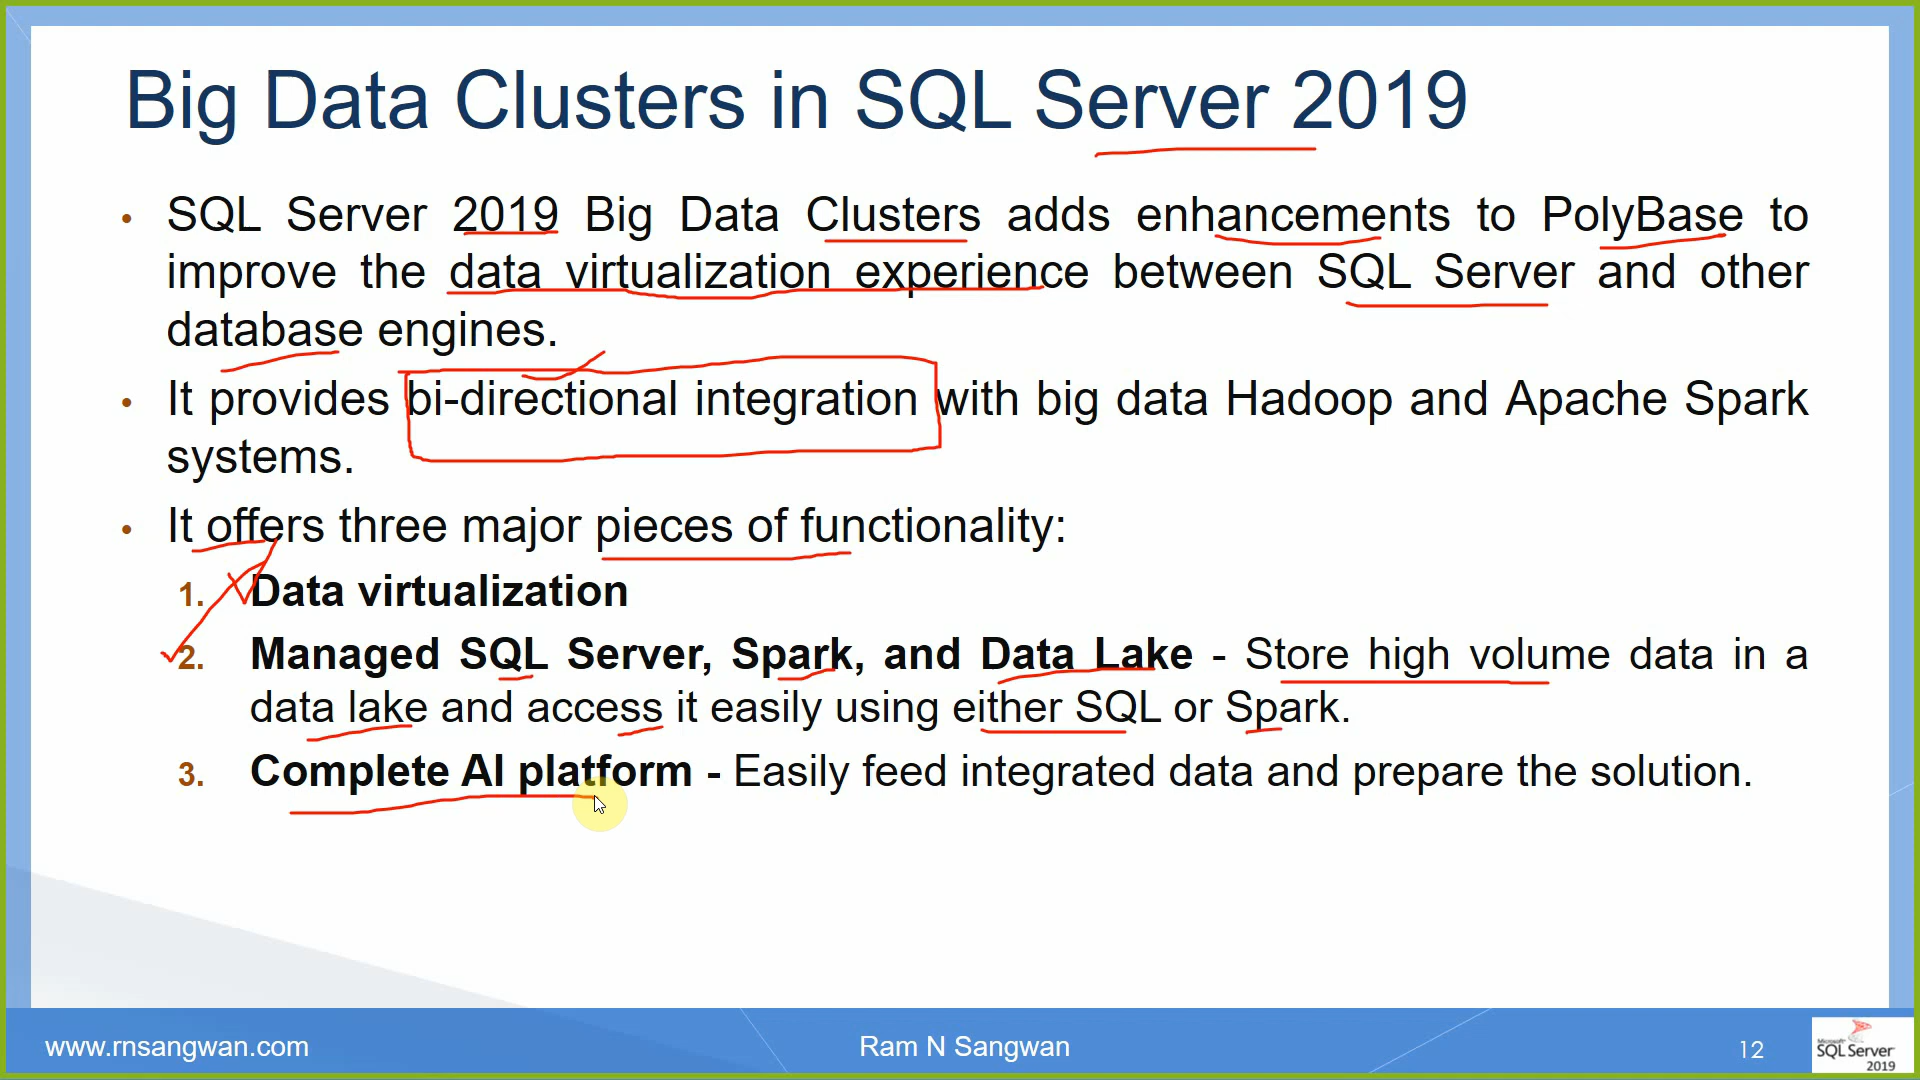 Big Data Clusters in SQL Server 2019
• SQL Server 2019 Big Data Clusters adds enhancements to PolyBase to
improve the data virtualization experience between SQL Server and other
database engines.
• It provides bi-directional integration with big data Hadoop and Apache Spark
systems.
• It offers three major pieces of functionality:
1. Data virtualization
2. Managed SQL Server, Spark, and Data Lake - Store high volume data in a
data lake and access it easily using either SQL or Spark.
3. Complete AI platform - Easily feed integrated data and prepare the solution.
www.rnsangwan.com
Ram N Sangwan
12
Microsoft
SQL Server
2019